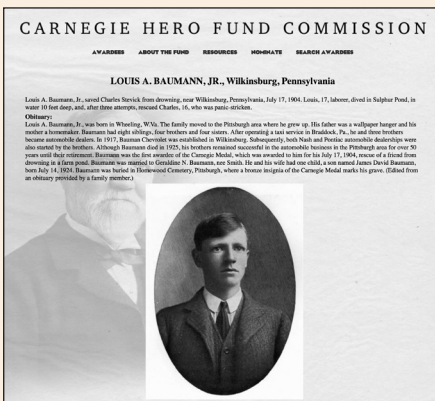 CARNEGIE HERO FUND COMMISSION
AWARDEES ABOUT THE FUND RESOURCES NOMINATE SEARCH AWARDEES
LOUIS A. BAUMANN, JR., Wilkinsburg, Pennsylvania
Louis A. Baumann, Jr., saved Charles Stevick from drowning, near Wilkinsburg, Pennsylvania, July 17, 1904. Louis, 17, laborer, dived in Sulphur Pond, in
water 10 feet deep, and, after three attempts, rescued Charles, 16, who was panic-stricken.
Obituary:
Louis A. Baumann, Jr., was born in Wheeling, W.Va. The family moved to the Pittsburgh area where he grew up. His father was a wallpaper hanger and his
mother a homemaker. Baumann had eight siblings, four brothers and four sisters. After operating a taxi service in Braddock, Pa., he and three brothers
became automobile dealers. In 1917, Bauman Chevrolet was established in Wilkinsburg. Subsequently, both Nash and Pontiac automobile dealerships were
also started by the brothers. Although Baumann died in 1925, his brothers remained successful in the automobile business in the Pittsburgh area for over 50
years until their retirement. Baumann was the first awardee of the Carnegie Medal, which was awarded to him for his July 17, 1904, rescue of a friend from
drowning in a farm pond. Baumann was married to Geraldine N. Baumann, nee Smith. He and his wife had one child, a son named James David Baumann,
born July 14, 1924. Baumann was buried in Homewood Cemetery, Pittsburgh, where a bronze insignia of the Carnegie Medal marks his grave. (Edited from
an obituary provided by a family member.)